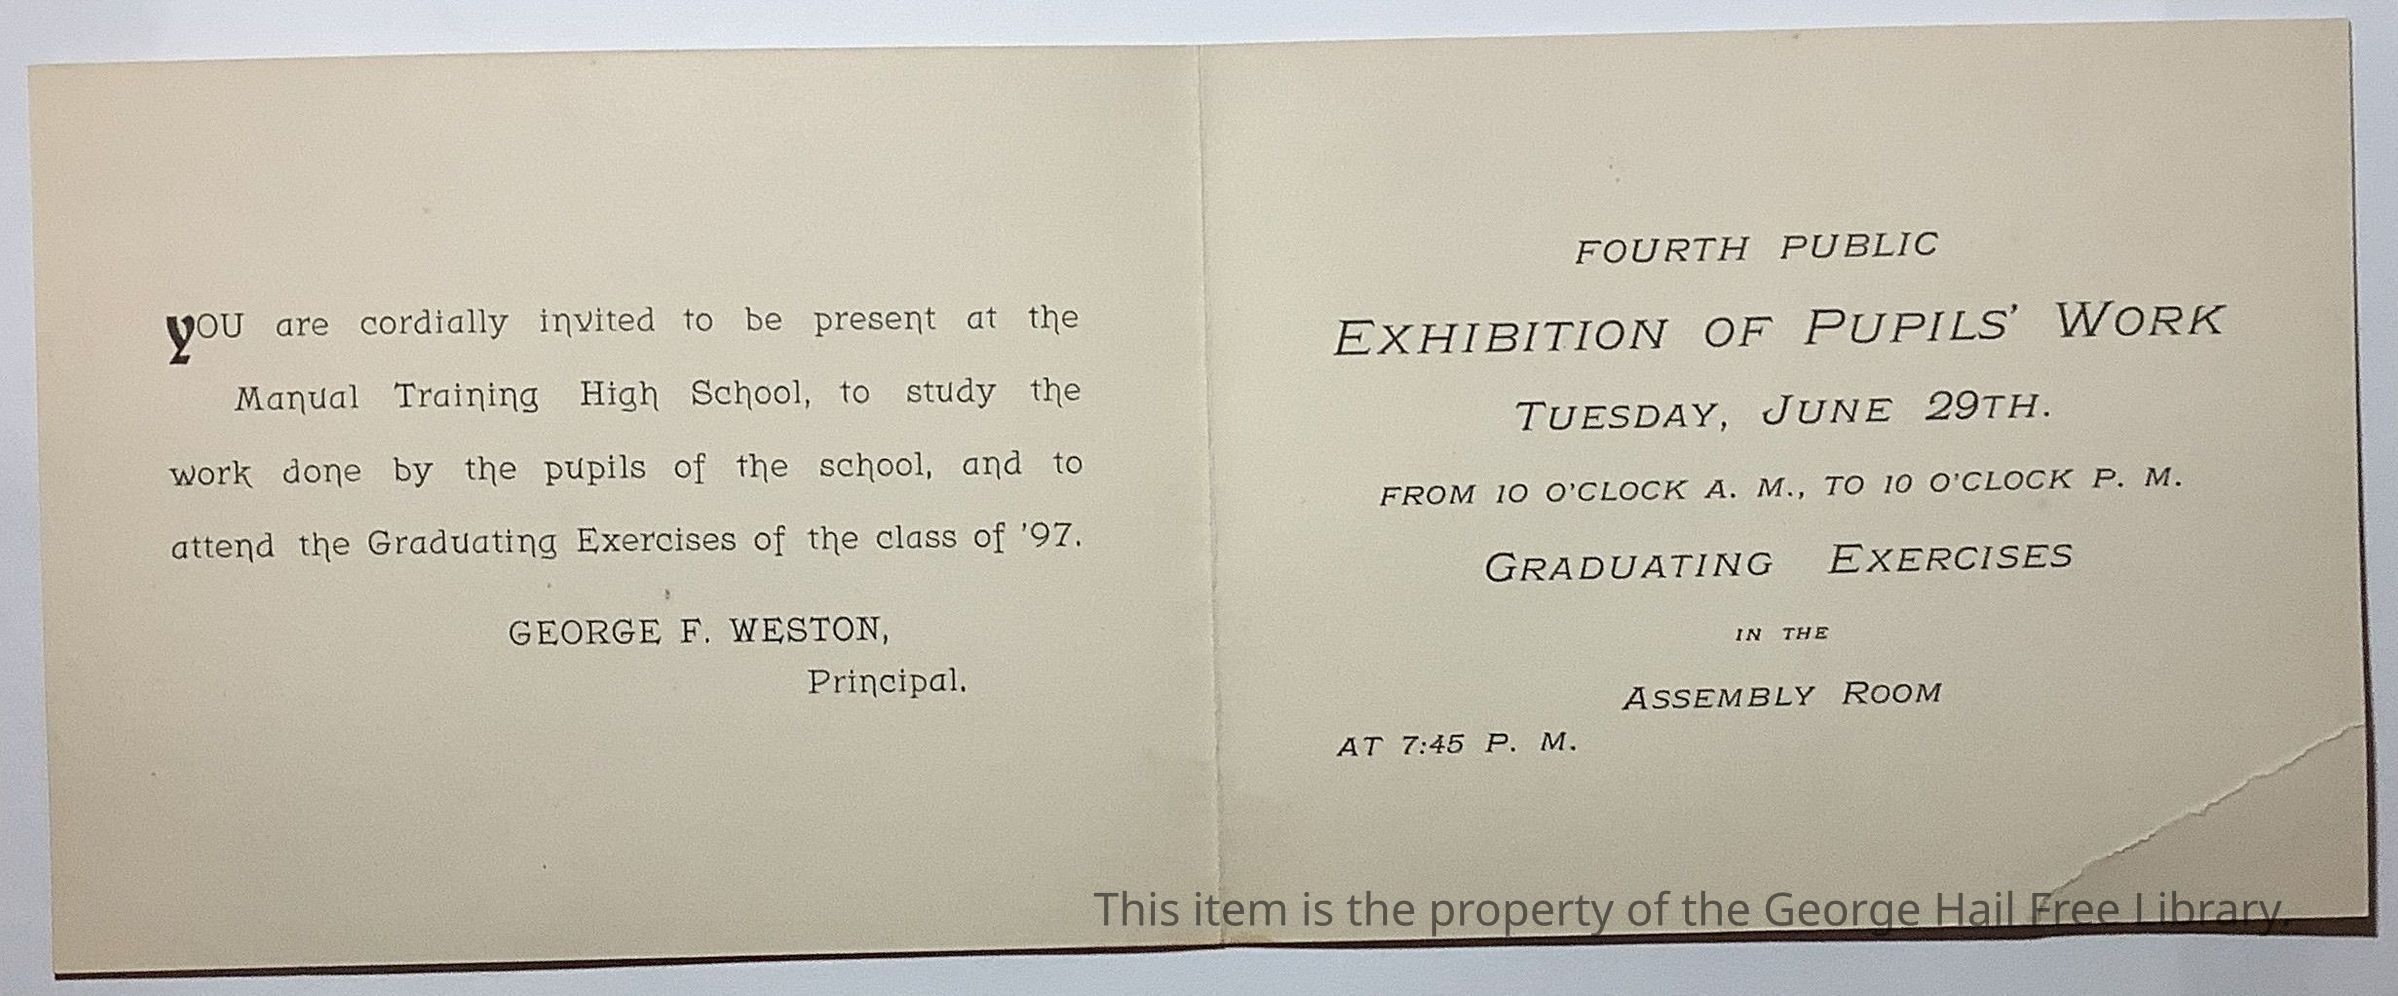 YOU are cordially invited to be present at the
Manual Training High School, to study the
work done by the pupils of the school, and to
attend the Graduating Exercises of the class of '97.
GEORGE F. WESTON,
Principal.
FOURTH PUBLIC
EXHIBITION OF PUPILS' WORK
TUESDAY, JUNE 29TH.
FROM 10 O'CLOCK A. M., TO 10 O'CLOCK P. M.
GRADUATING EXERCISES
IN THE
ASSEMBLY ROOM
AT 7:45 P. M.
This item is the property of the George Hail Free Library.